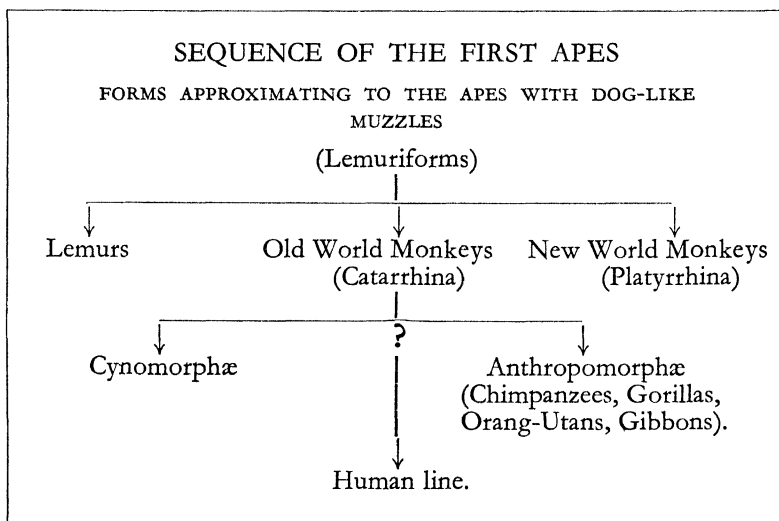 SEQUENCE OF THE FIRST APES
FORMS APPROXIMATING TO THE APES WITH DOG-LIKE
MUZZLES
(Lemuriforms)
Lemurs Old World Monkeys New World Monkeys
(Catarrhina) (Platyrrhina)
?
Cynomorphæ Anthropomorphæ
(Chimpanzees, Gorillas,
Orang-Utans, Gibbons).
Human line.